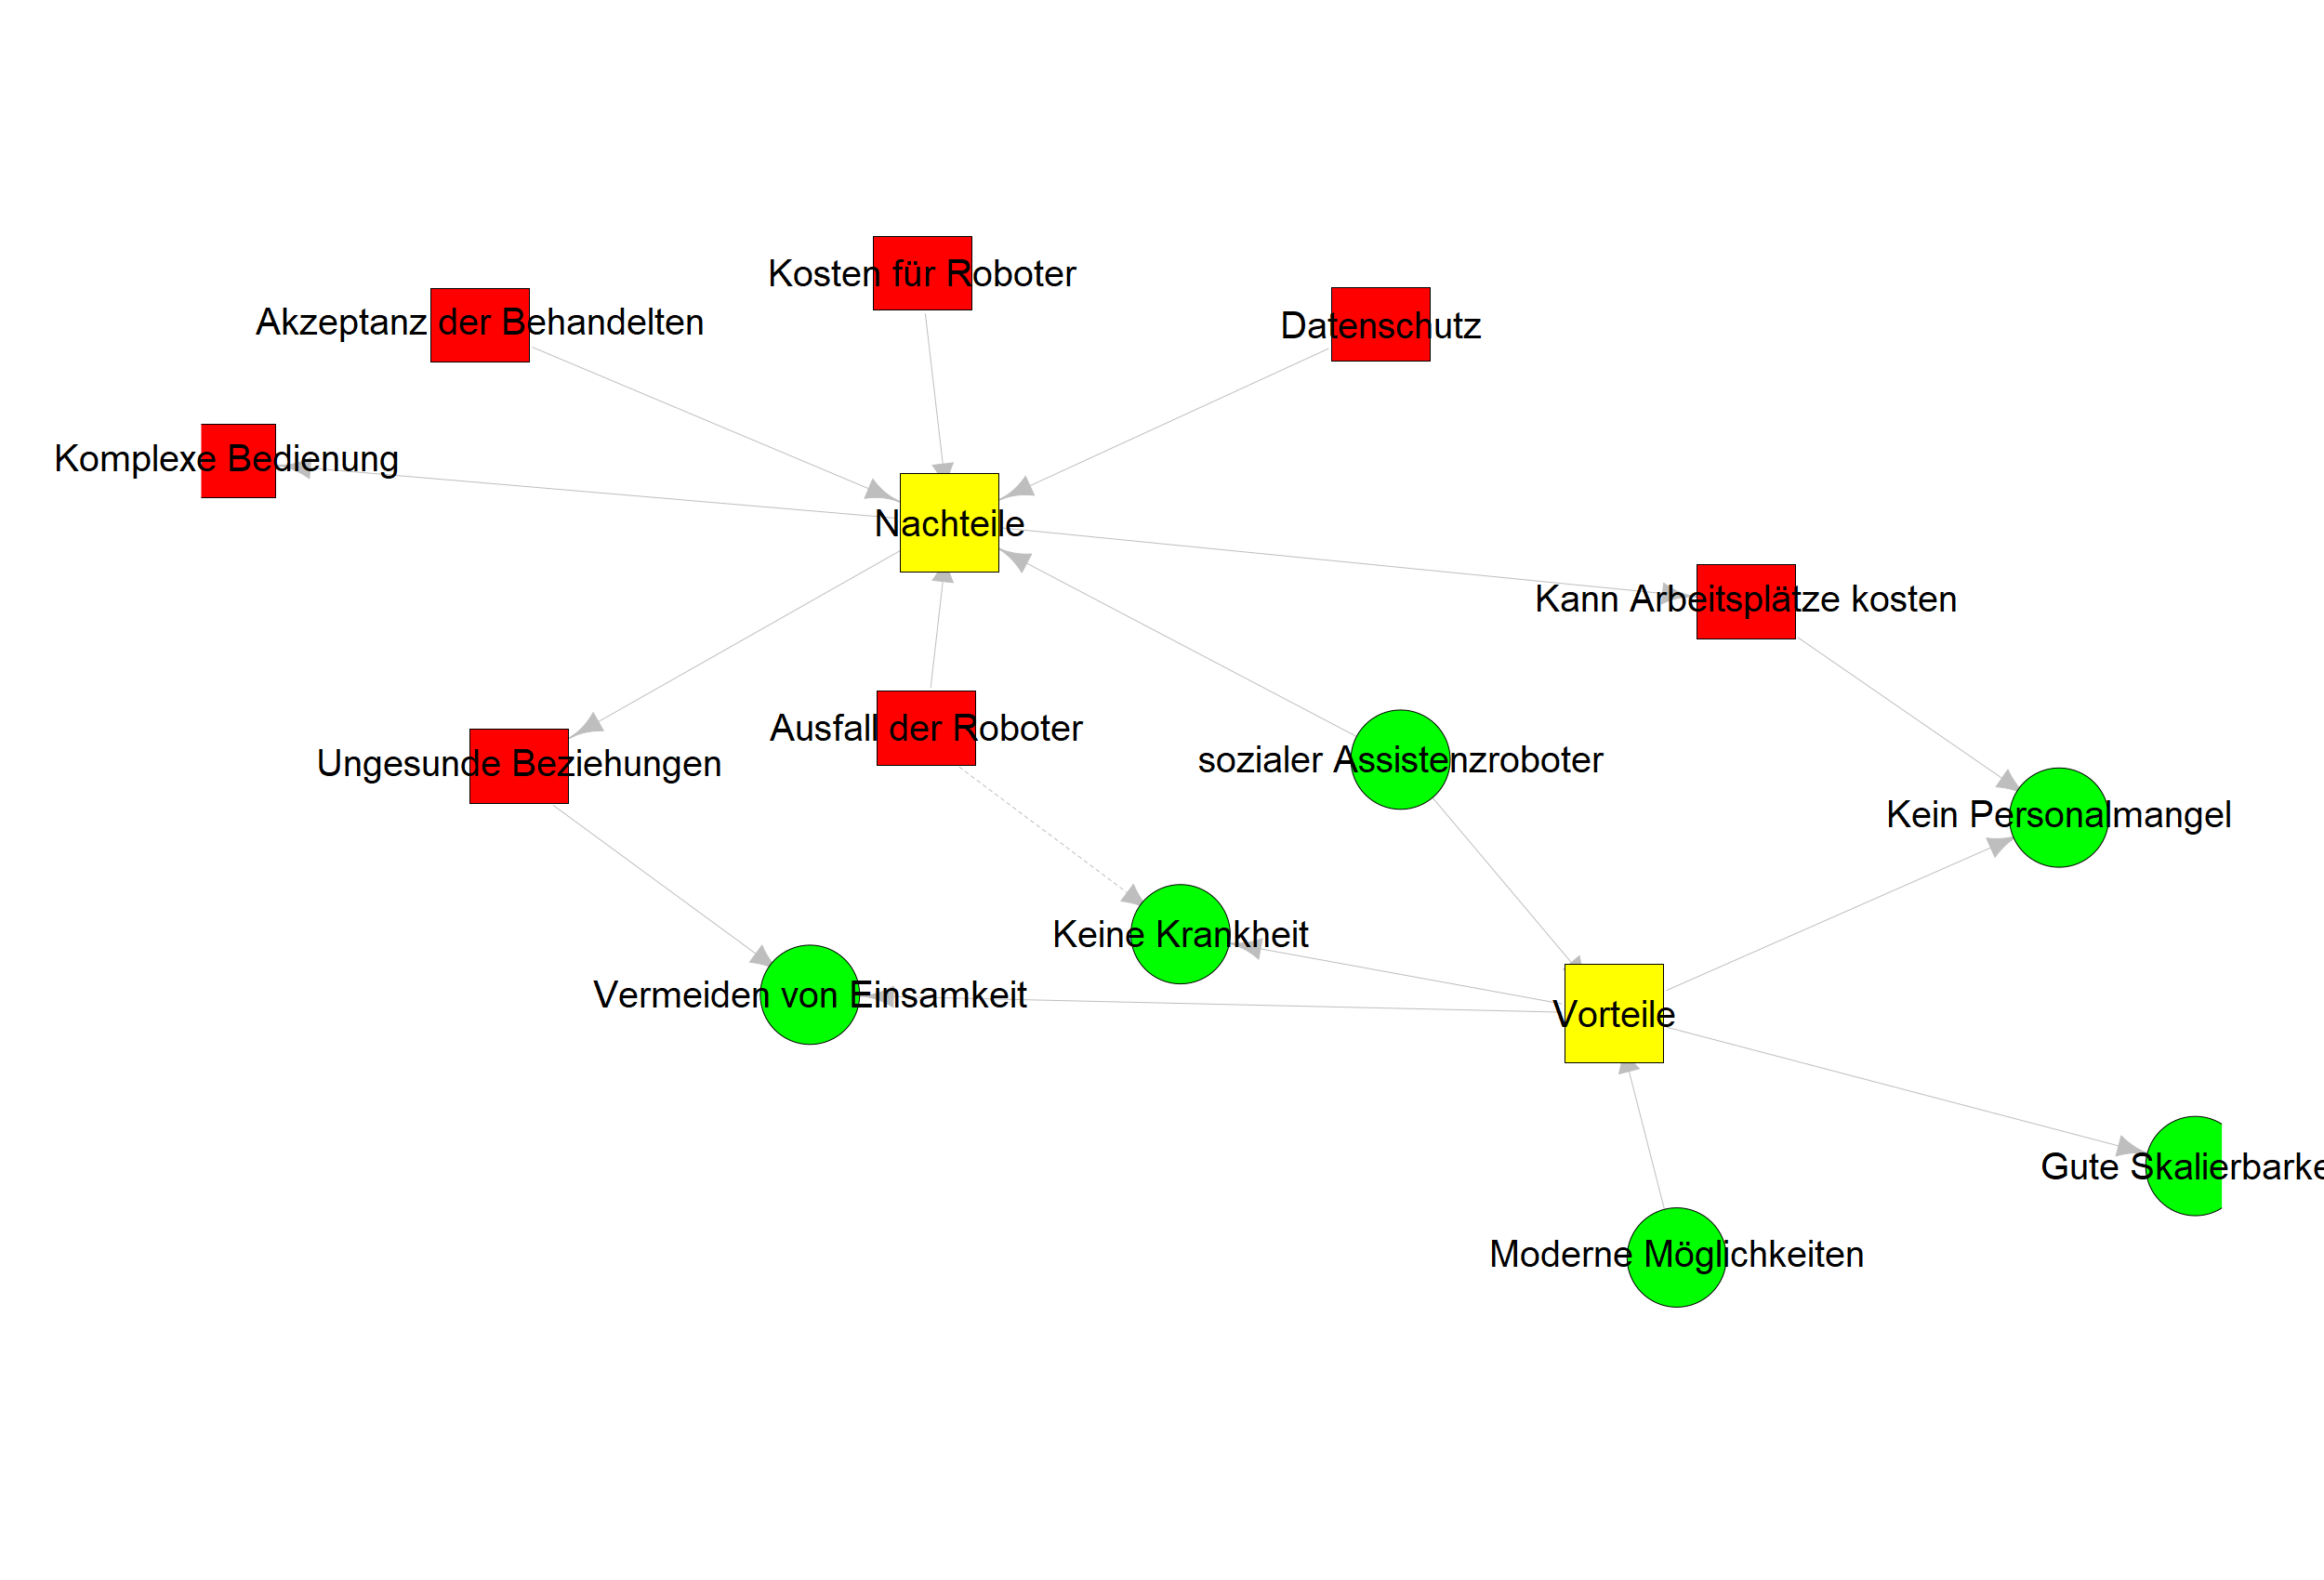 Kosten für Roboter
Akzeptanz der Behandelten
Datenschutz
Komplexe Bedienung
Nachteile
Kann Arbeitsplätze kosten
Ausfall der Roboter
Ungesunde Beziehungen
sozialer Assistenzroboter
Kein Personalmangel
Keine Krankheit
Vermeiden von Einsamkeit
Vorteile
Gute Skalierbarke
Moderne Möglichkeiten